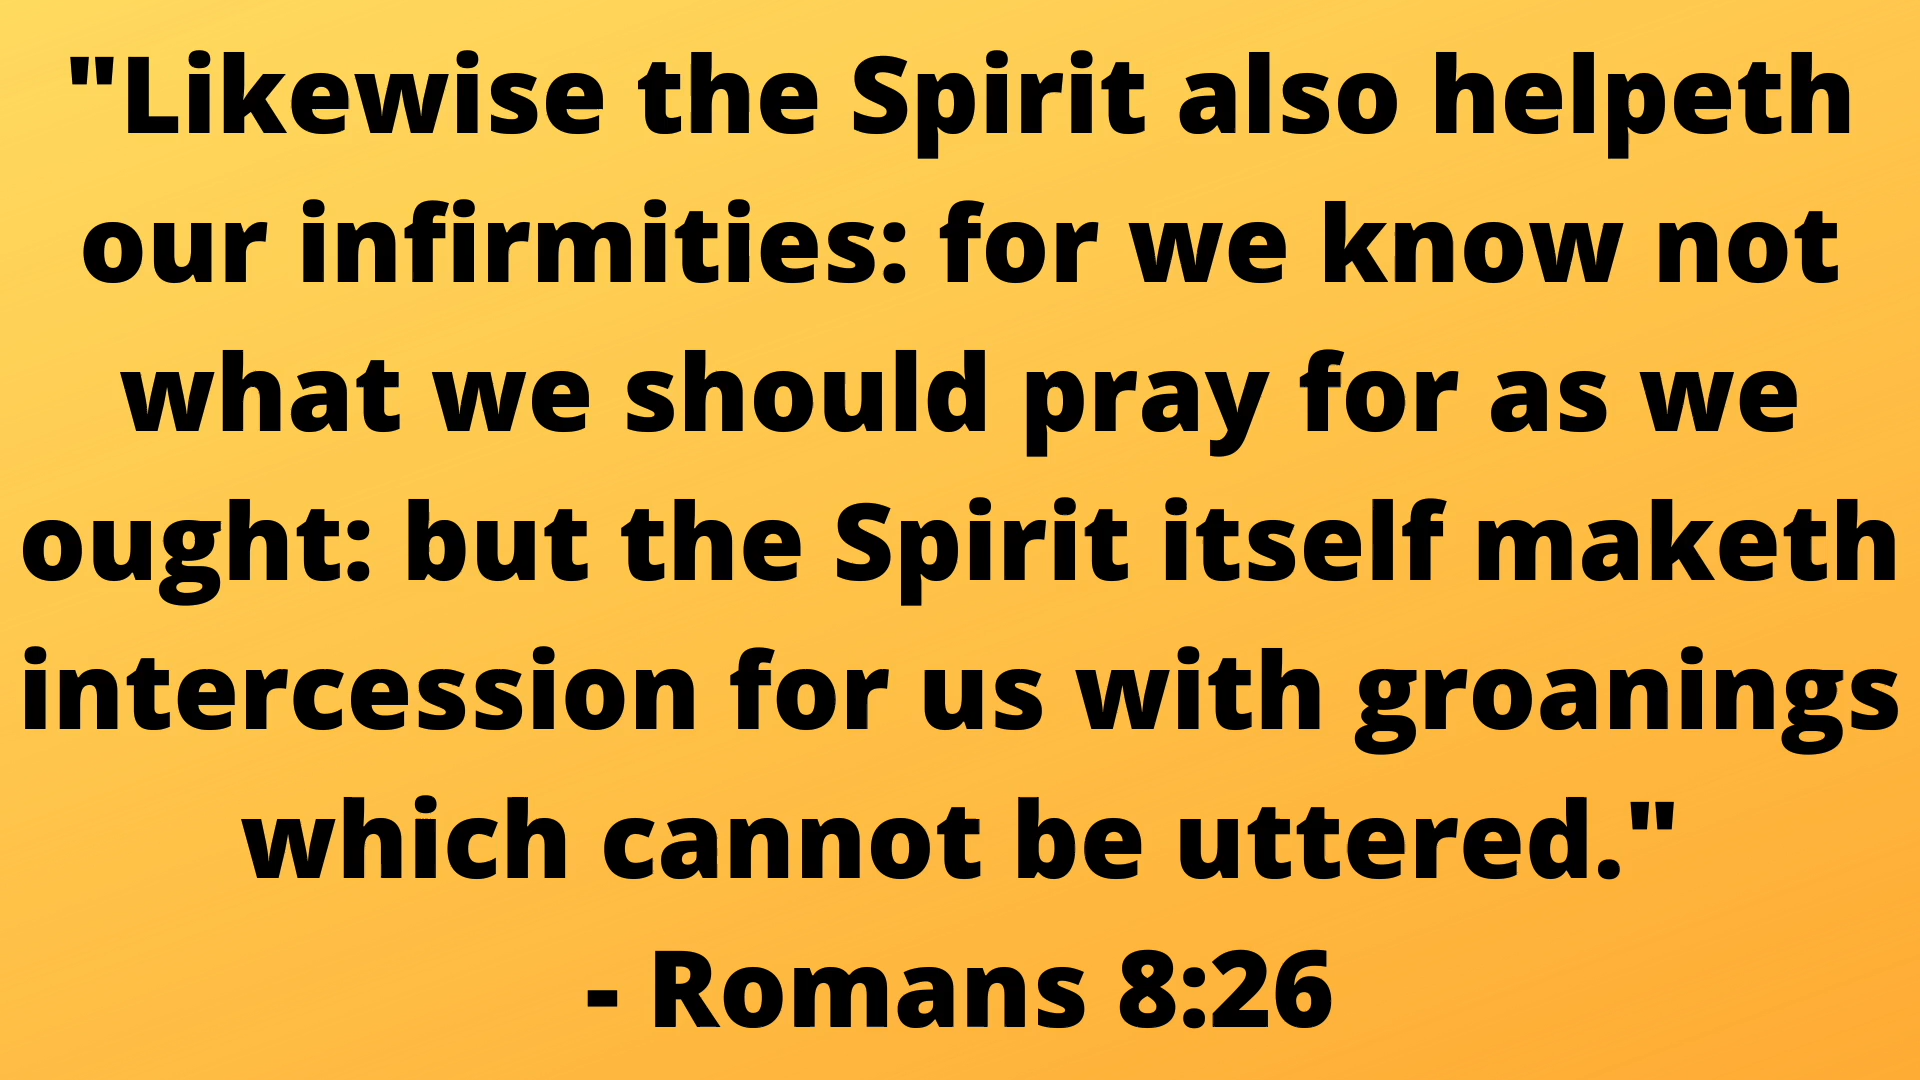 "Likewise the Spirit also helpeth
our infirmities: for we know not
what we should pray for as we
ought: but the Spirit itself maketh
intercession for us with groanings
which cannot be uttered."
- Romans 8:26